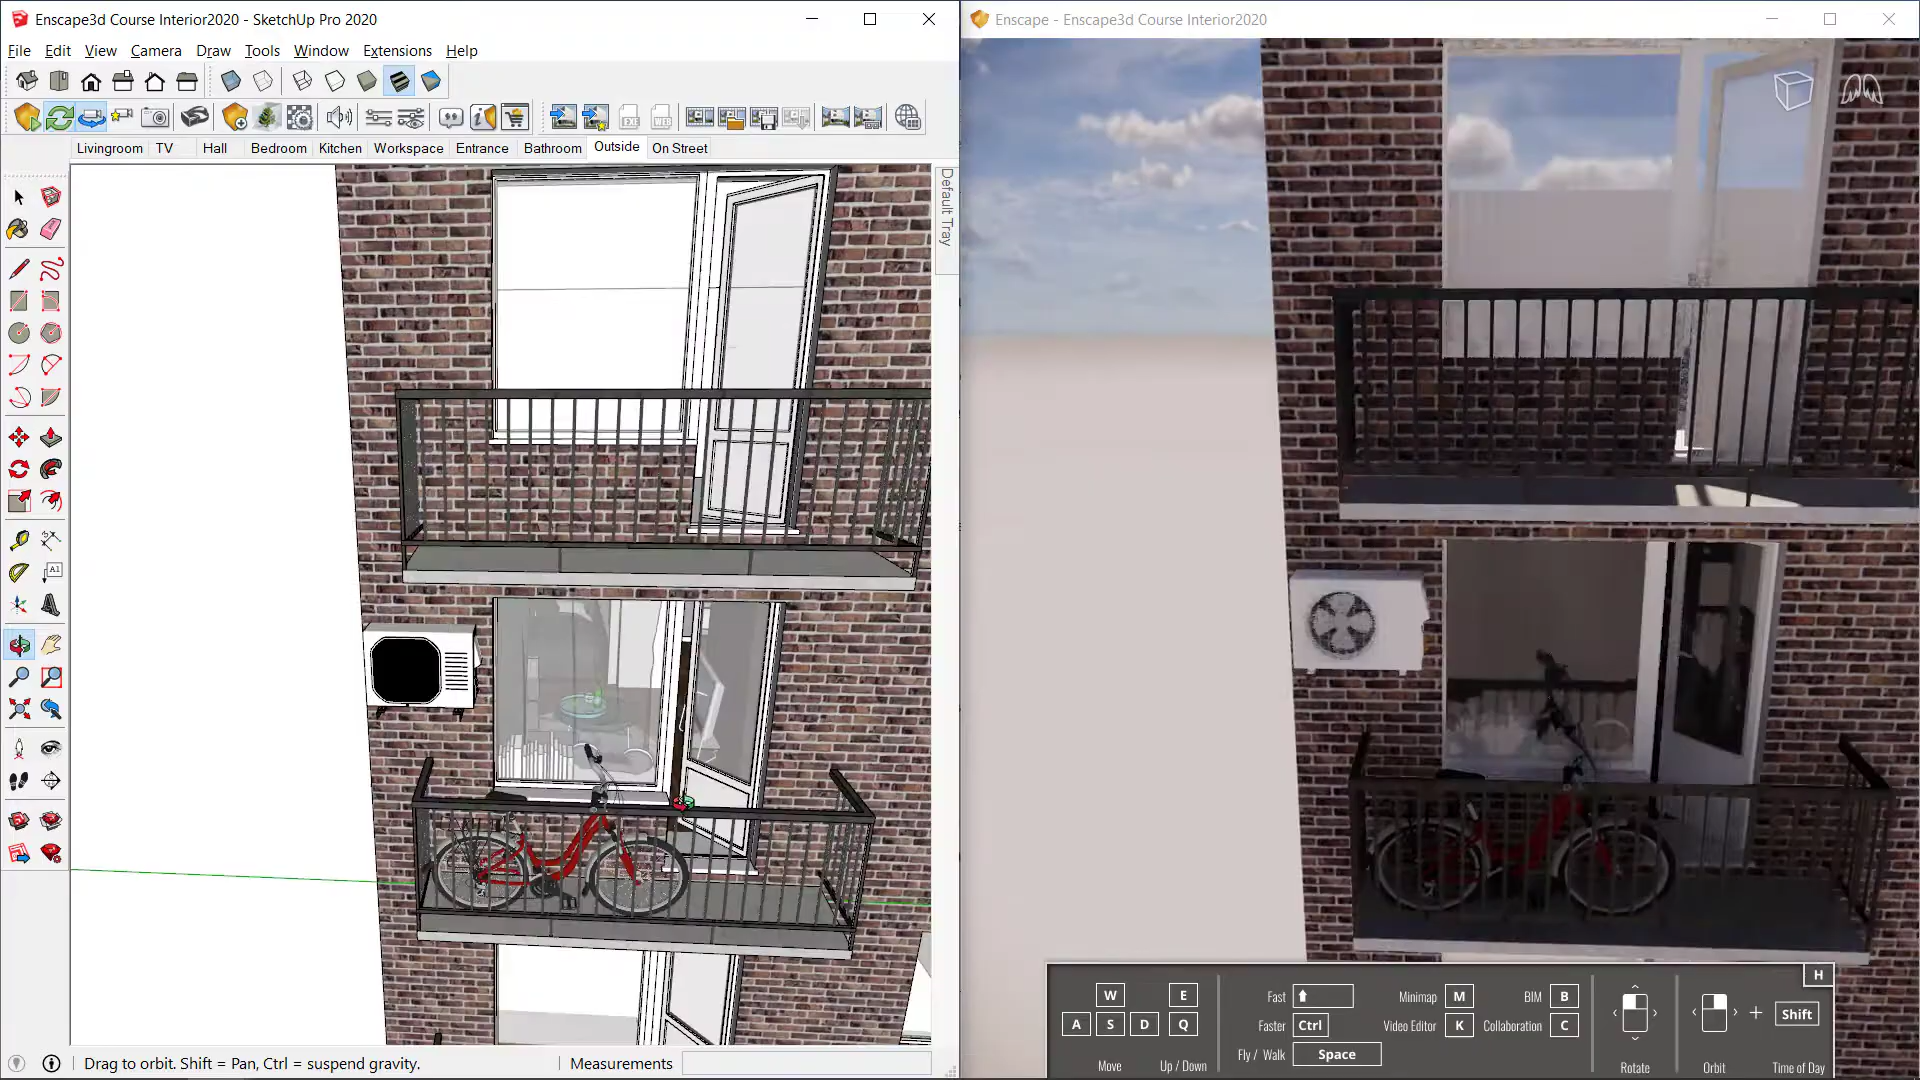 Enscape3d Course Interior2020 - SketchUp Pro 2020
Enscape - Enscape3d Course Interior2020
File Edit View Camera Draw Tools Window Extensions Help
Livingroom TV Hall Bedroom Kitchen Workspace Entrance Bathroom Outside On Street
Default Tray
EXE
WEB
A1
H
W E
A S D Q
Move Up / Down
Fast
Faster Ctrl
Fly / Walk Space
Minimap M
Video Editor K
BIM B
Collaboration C
Rotate
Orbit
+ Shift
Time of Day
Drag to orbit. Shift = Pan, Ctrl = suspend gravity.
Measurements